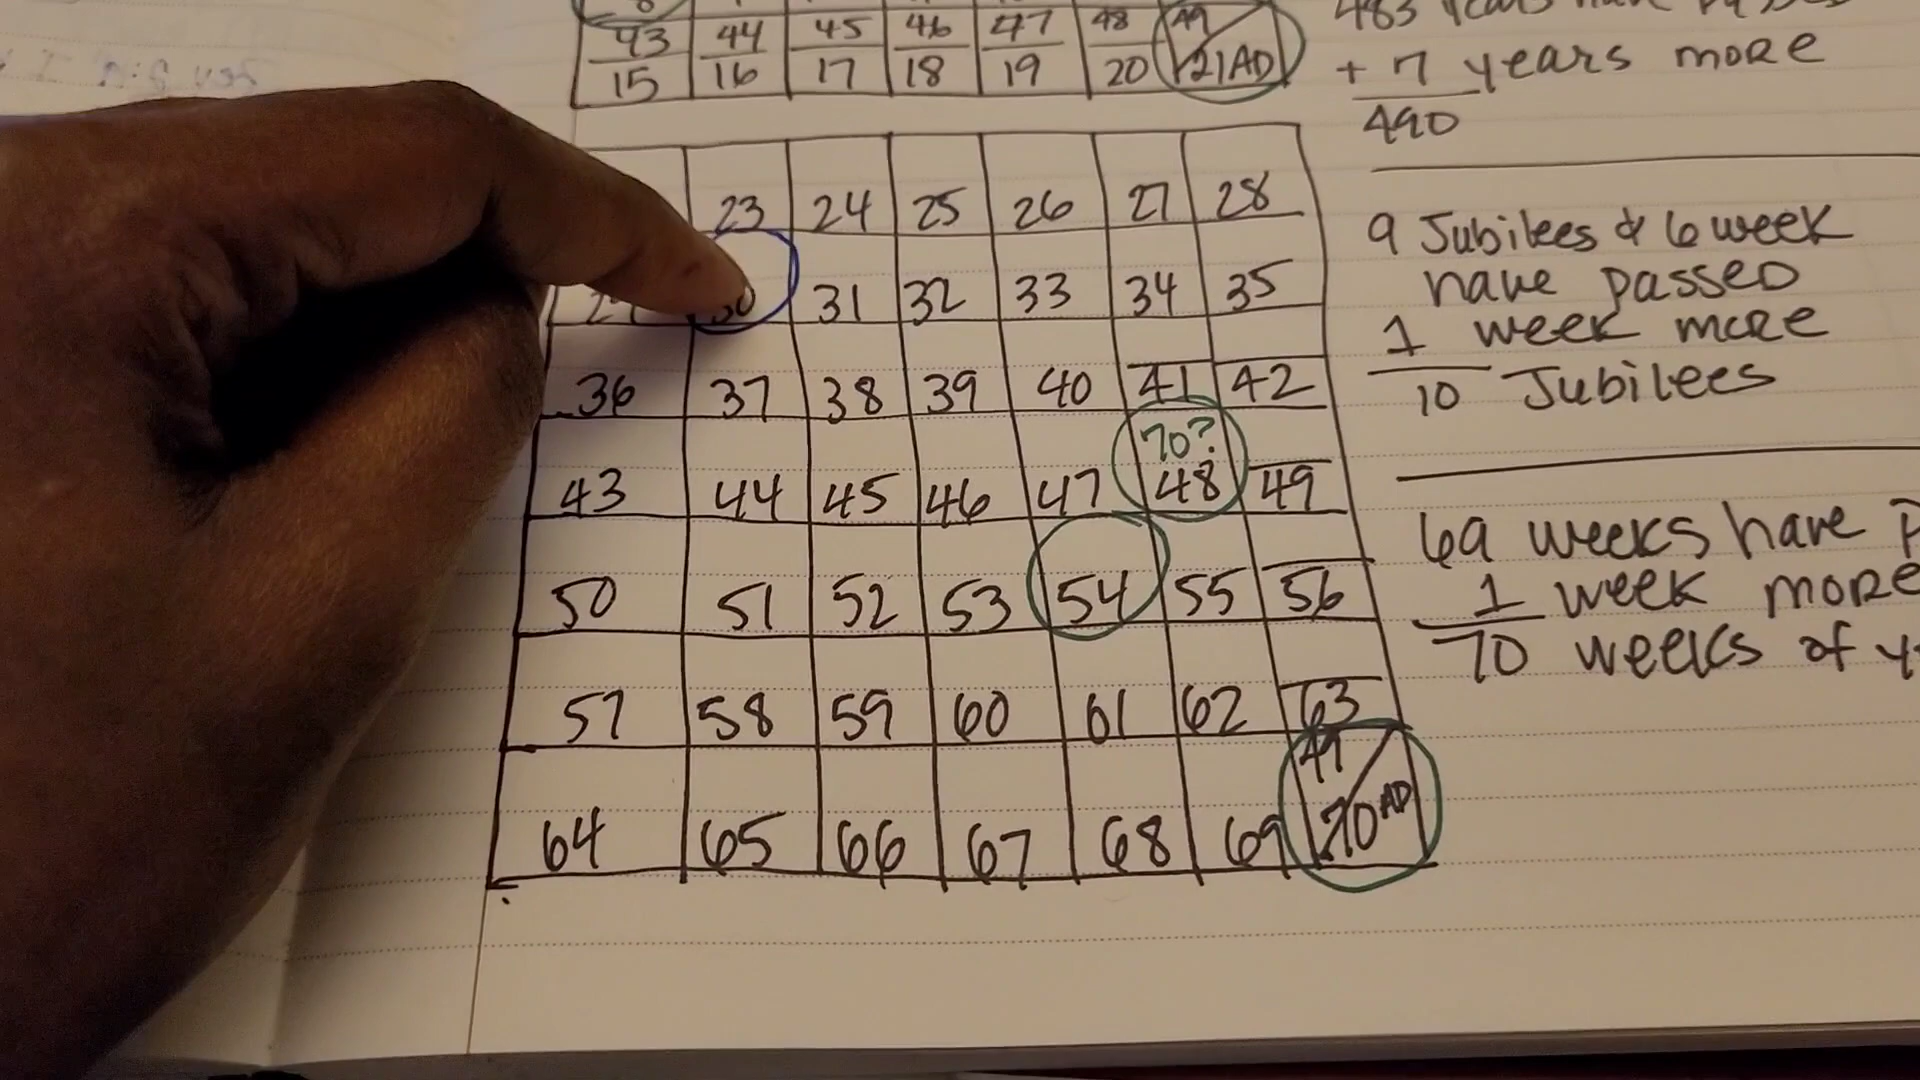 43 44 45 46 47 48 49
15 16 17 18 19 20 21AD
483 years have
+ 7 years more
490
23 24 25 26 27 28
30 31 32 33 34 35
36 37 38 39 40 41 42
70?
43 44 45 46 47 48 49
50 51 52 53 54 55 56
57 58 59 60 61 62 63
49
64 65 66 67 68 69 70AD
9 Jubilees & 6 week
have passed
1 week more
10 Jubilees
69 weeks have
1 week more
70 weeks of